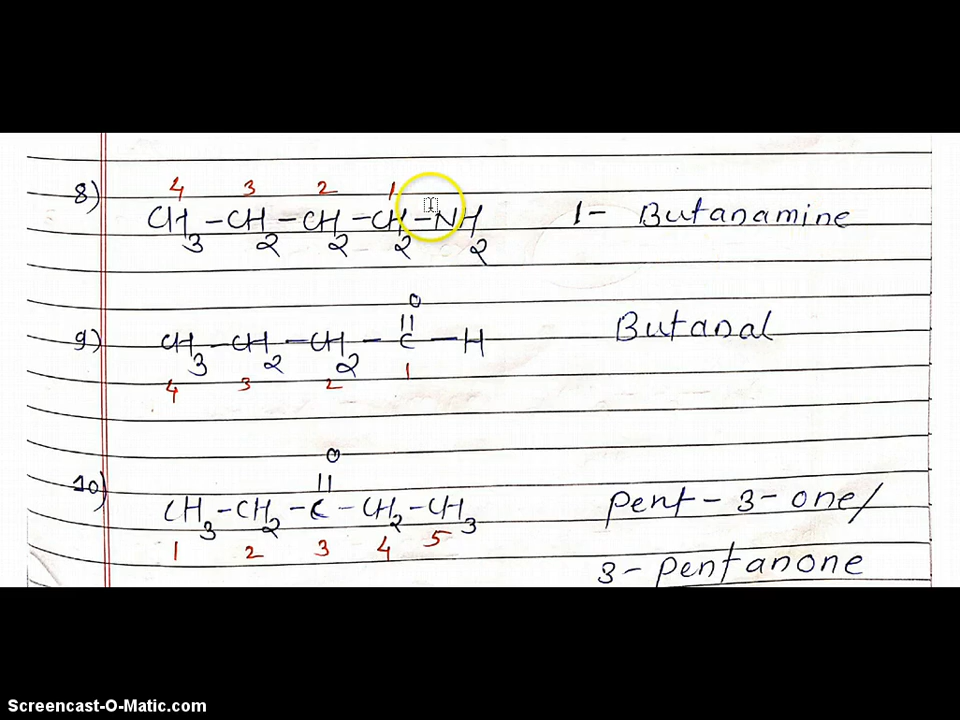 4 3 2 1
8) CH3 - CH2 - CH2 - CH2 - NH2 1- Butanamine
O
||
9) CH3 - CH2 - CH2 - C - H Butanal
4 3 2 1
O
||
10) CH3 - CH2 - C - CH2 - CH3 pent - 3 - one/
1 2 3 4 5
3 - pentanone
Screencast-O-Matic.com